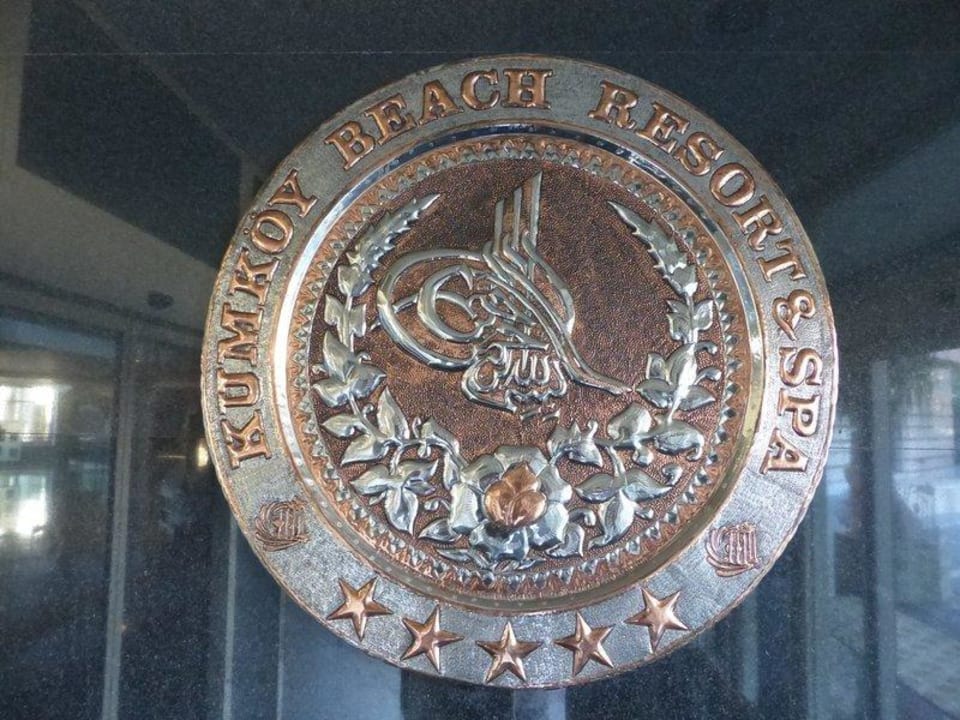 KUMKÖY BEACH RESORT & SPA